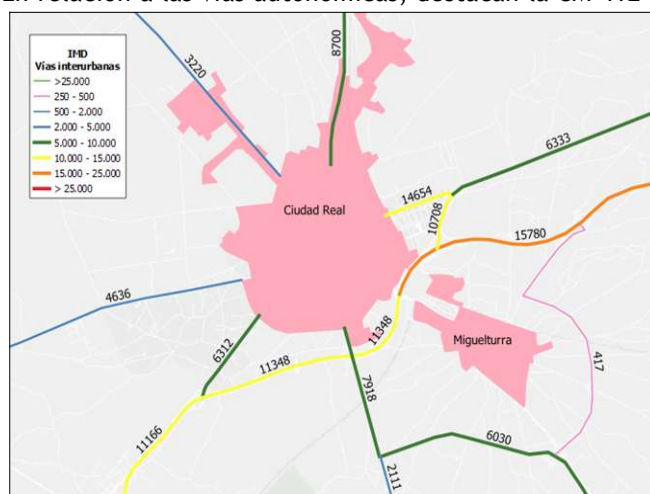 En relación a las vías autonómicas, destacan la CM-412
IMD
Vías interurbanas
>25.000
250 - 500
500 - 2.000
2.000 - 5.000
5.000 - 10.000
10.000 - 15.000
15.000 - 25.000
> 25.000
3220
8700
6333
14654
10708
15780
Ciudad Real
4636
6312
11348
11348
Miguelturra
417
11166
7918
6030
2111